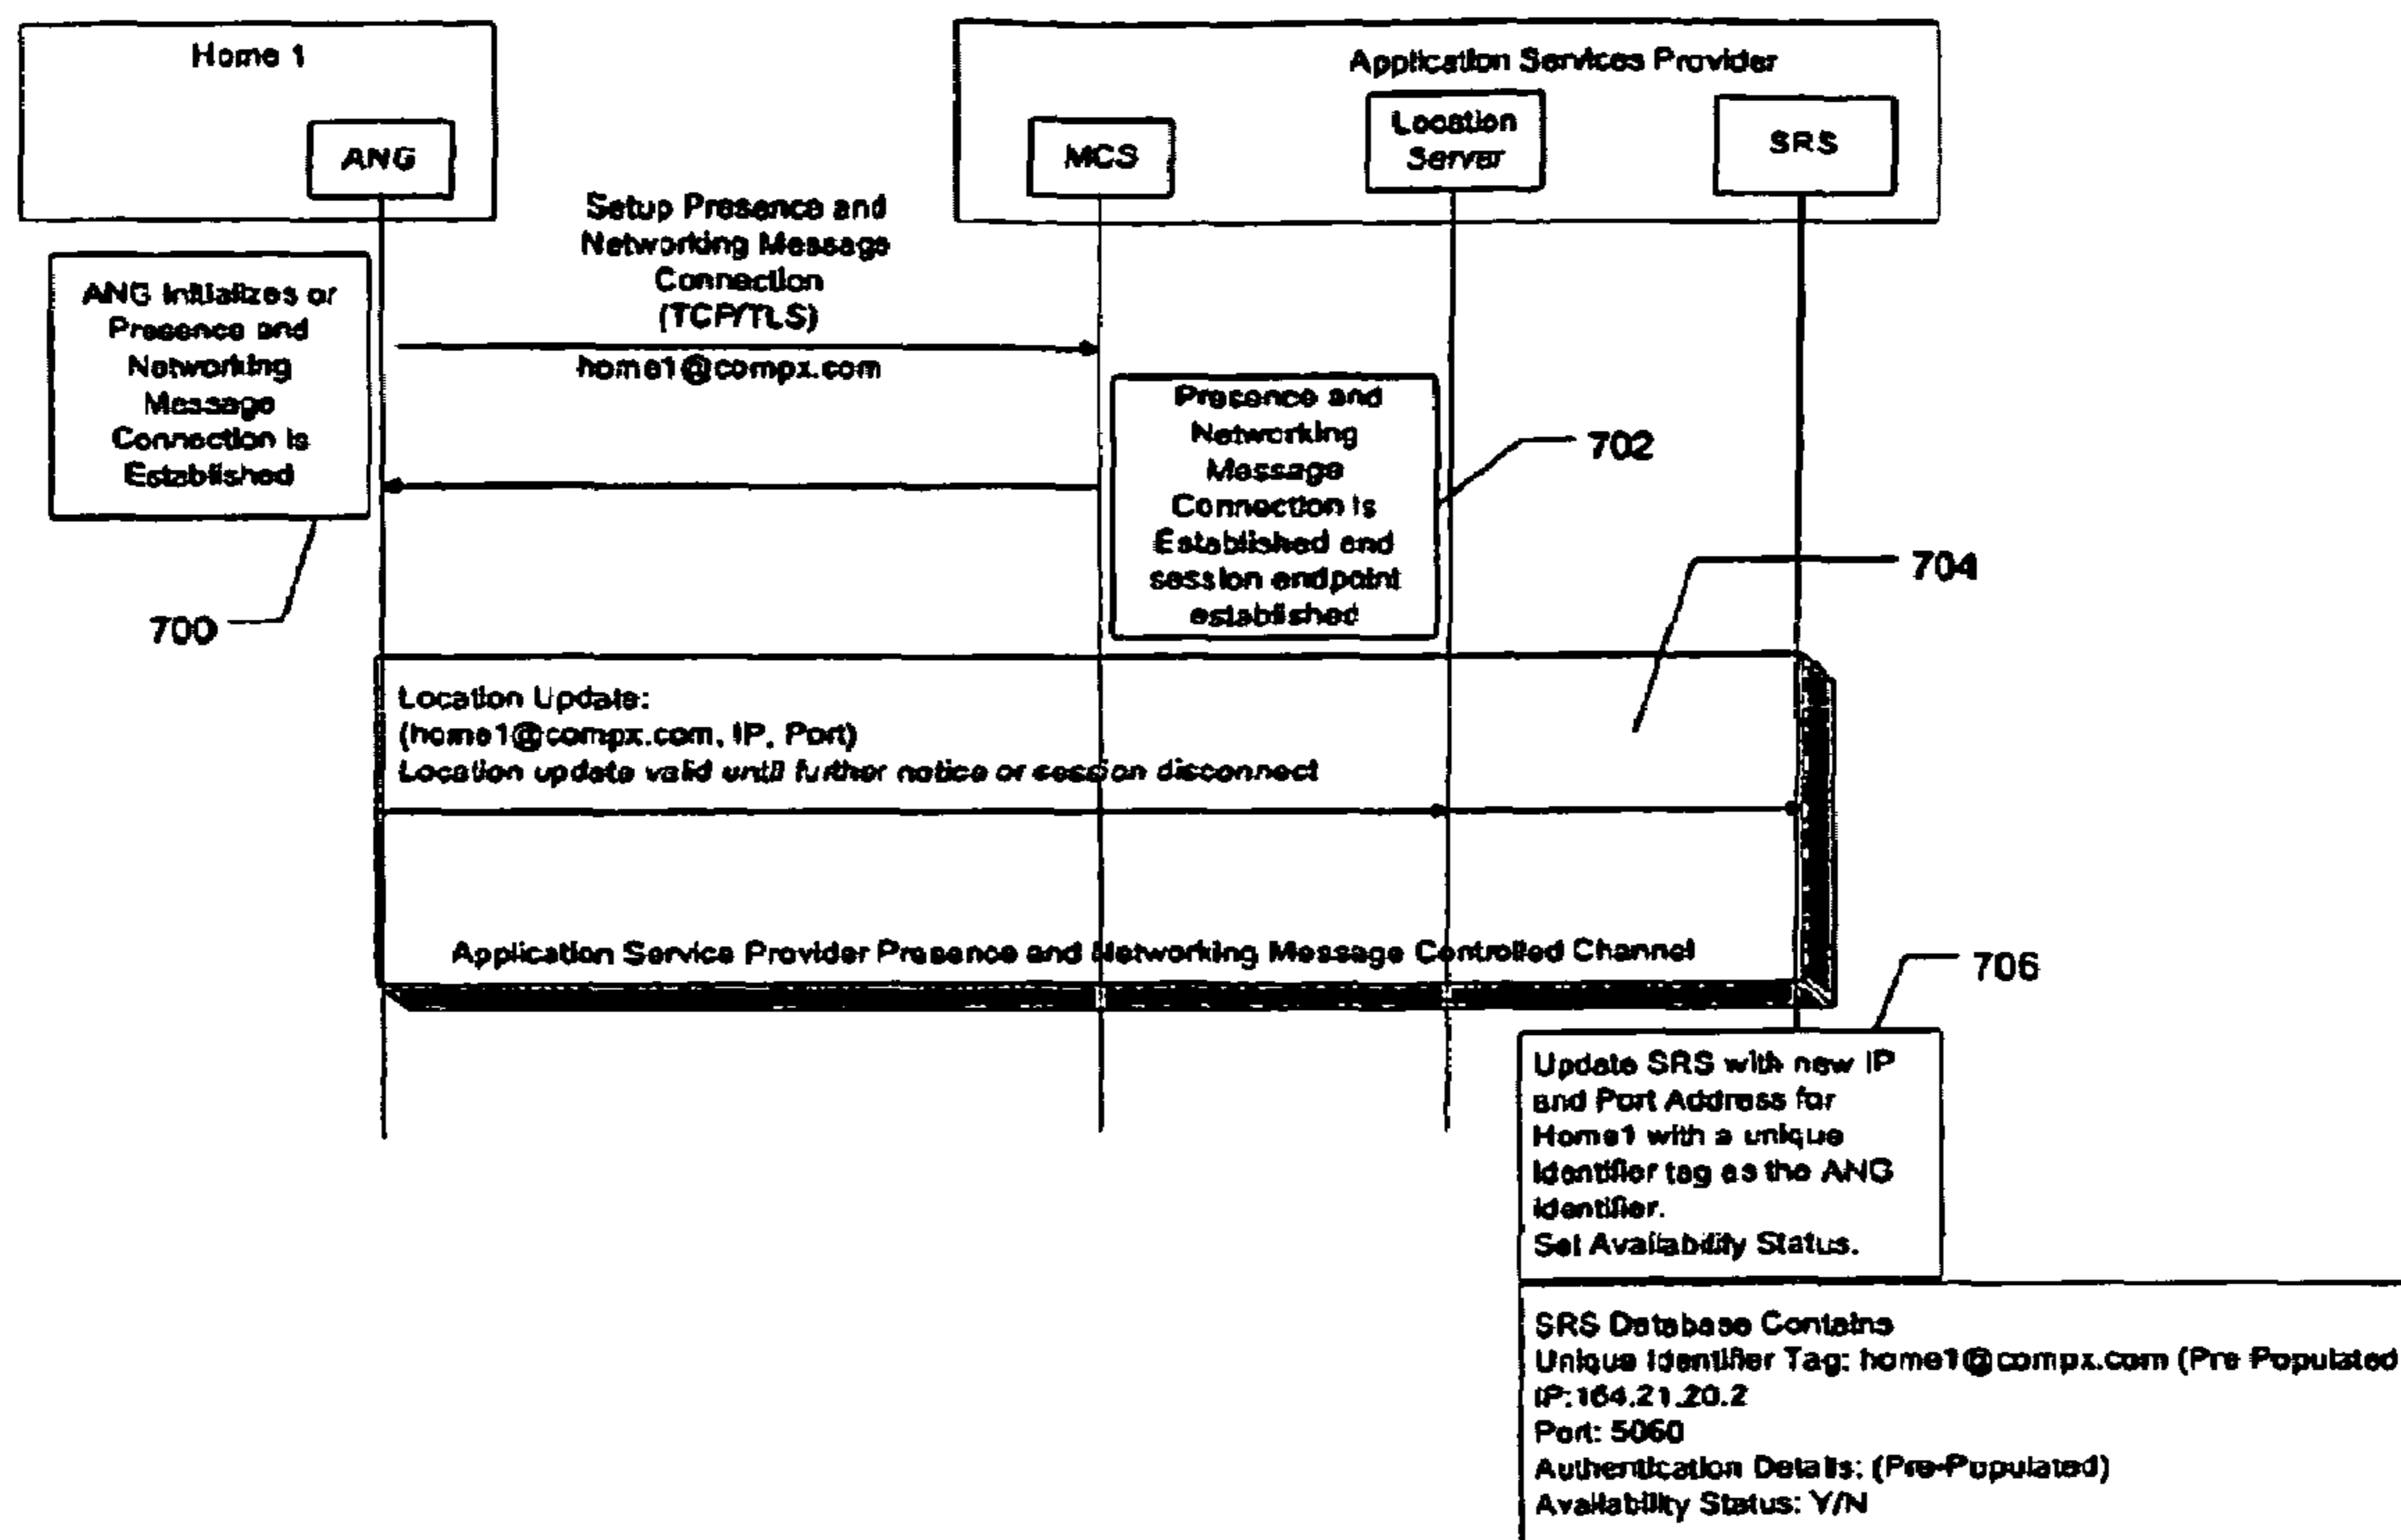 Home 1
ANG
Application Services Provider
MCS
Location
Server
SRS
Setup Presence and
Networking Message
Connection
(TCP/TLS)
home1@compx.com
ANG Initializes or
Presence and
Networking
Message
Connection is
Established
700
Presence and
Networking
Message
Connection is
Established and
session endpoint
established
702
704
Location Update:
(home1@compx.com, IP, Port)
Location update valid until further notice or session disconnect
Application Service Provider Presence and Networking Message Controlled Channel
706
Update SRS with new IP
and Port Address for
Home1 with a unique
Identifier tag as the ANG
identifier.
Set Availability Status.
SRS Database Contains
Unique Identifier Tag: home1@compx.com (Pre Populated
IP:164.21.20.2
Port: 5060
Authentication Details: (Pre-Populated)
Availability Status: Y/N